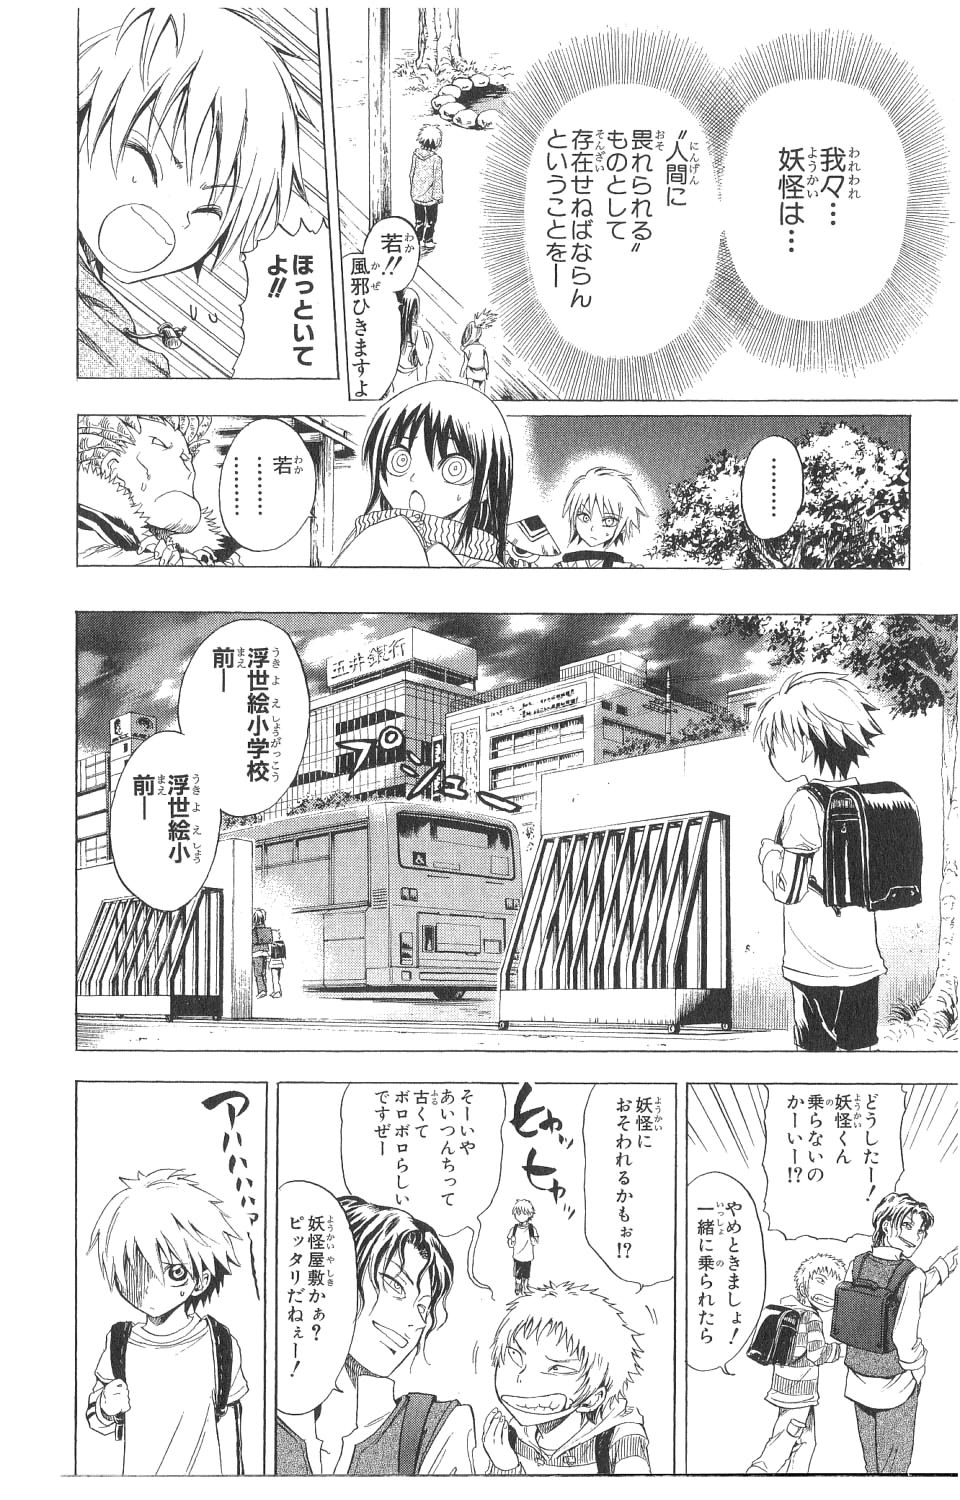 我々…
妖怪は…
“人間に
畏れられる”
ものとして
存在せねばならん
ということを―
若!!
風邪ひきますよ
ほっといて
よ!!
………
若
………
………
五井銀行
プシュー
浮世絵小学校
前―
浮世絵小
前―
どうしたー!
妖怪くん
乗らないの
かーいー!?
やめときましょ!
一緒に乗られたら
妖怪に
おそわれるかもぉ!?
ヒャッ
ヒャッ
そーいや
あいつんちって
古くて
ボロボロらしい
ですぜー
妖怪屋敷かぁ?
ピッタリだねぇー!
アハハハハ